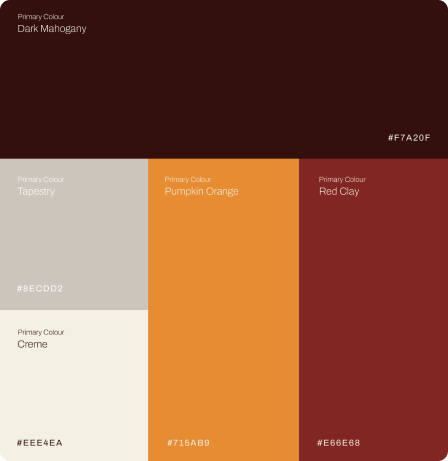 Primary Colour
Dark Mahogany
#F7A20F
Primary Colour
Tapestry
#8ECDD2
Primary Colour
Pumpkin Orange
#715AB9
Primary Colour
Red Clay
#E66E68
Primary Colour
Creme
#EEE4EA